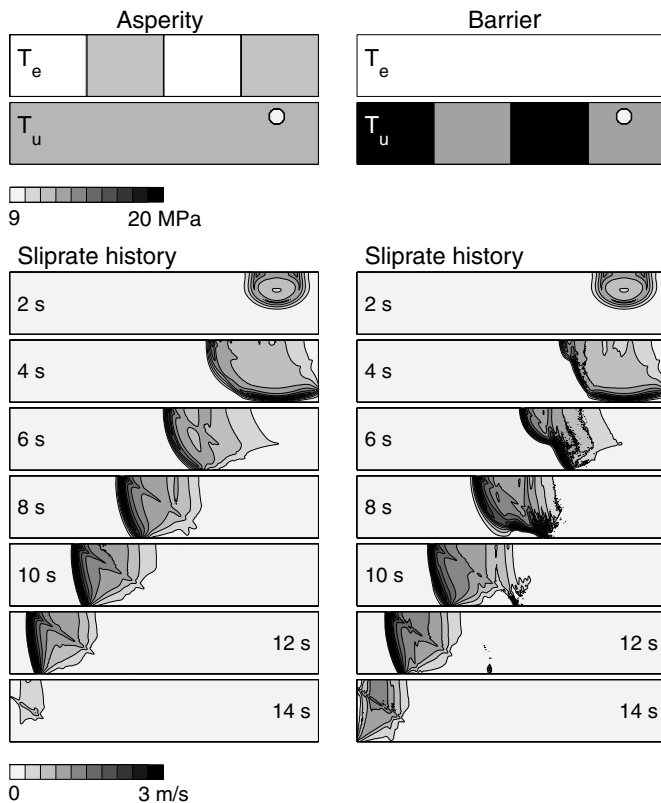 Asperity
Barrier
T_e
T_e
T_u
T_u
9 20 MPa
Sliprate history
Sliprate history
2 s
2 s
4 s
4 s
6 s
6 s
8 s
8 s
10 s
10 s
12 s
12 s
14 s
14 s
0 3 m/s